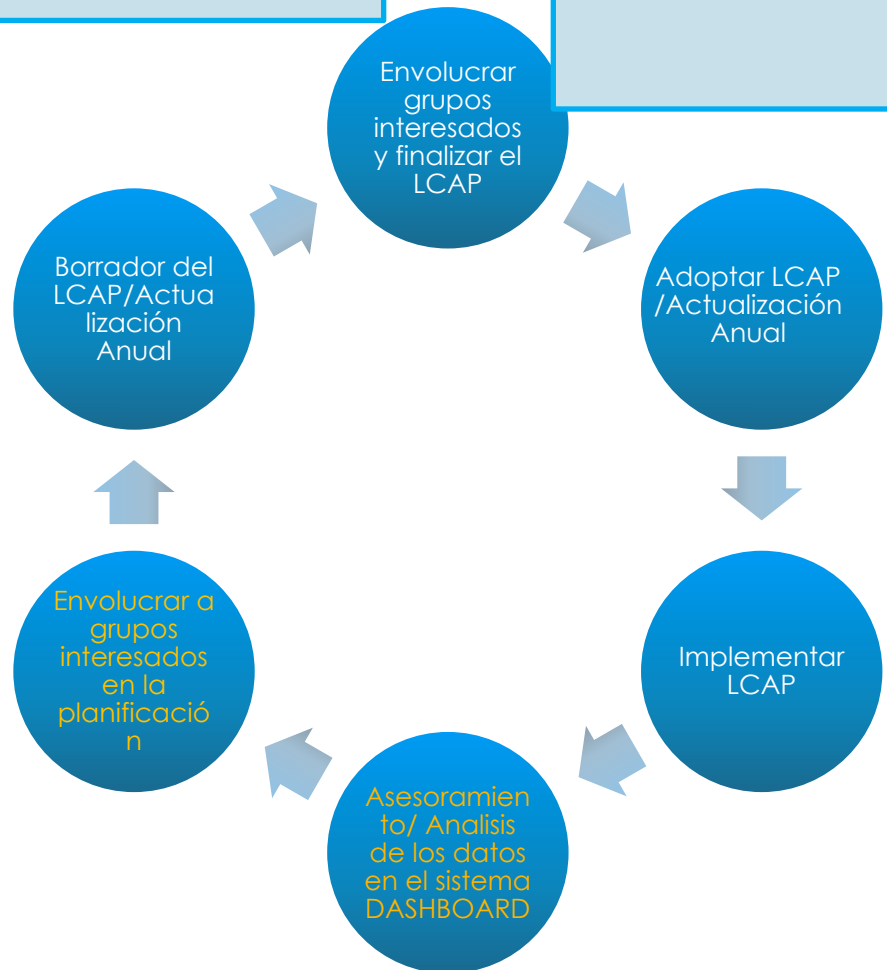 Envolucrar
grupos
interesados
y finalizar el
LCAP
Adoptar LCAP
/Actualización
Anual
Implementar
LCAP
Asesoramien
to/ Analisis
de los datos
en el sistema
DASHBOARD
Envolucrar a
grupos
interesados
en la
planificació
n
Borrador del
LCAP/Actua
lización
Anual